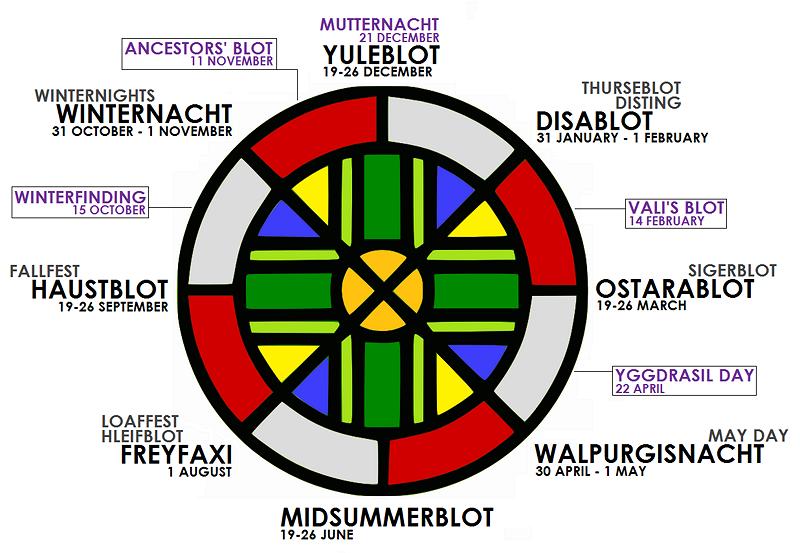 MUTTERNACHT
21 DECEMBER
YULEBLOT
19-26 DECEMBER
ANCESTORS' BLOT
11 NOVEMBER
WINTERNIGHTS
WINTERNACHT
31 OCTOBER - 1 NOVEMBER
THURSEBLOT
DISTING
DISABLOT
31 JANUARY - 1 FEBRUARY
WINTERFINDING
15 OCTOBER
VALI'S BLOT
14 FEBRUARY
FALLFEST
HAUSTBLOT
19-26 SEPTEMBER
SIGERBLOT
OSTARABLOT
19-26 MARCH
YGGDRASIL DAY
22 APRIL
LOAFFEST
HLEIFBLOT
FREYFAXI
1 AUGUST
MAY DAY
WALPURGISNACHT
30 APRIL - 1 MAY
MIDSUMMERBLOT
19-26 JUNE